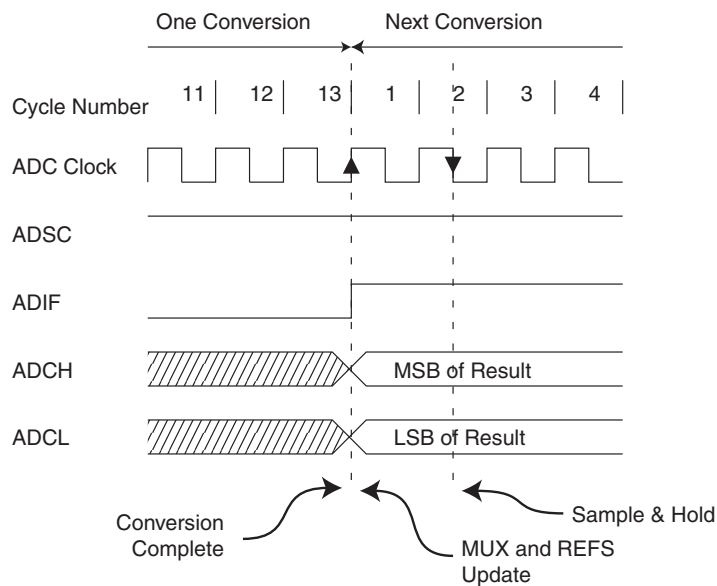 One Conversion Next Conversion
Cycle Number 11 12 13 1 2 3 4
ADC Clock
ADSC
ADIF
ADCH MSB of Result
ADCL LSB of Result
Conversion
Complete
MUX and REFS
Update
Sample & Hold